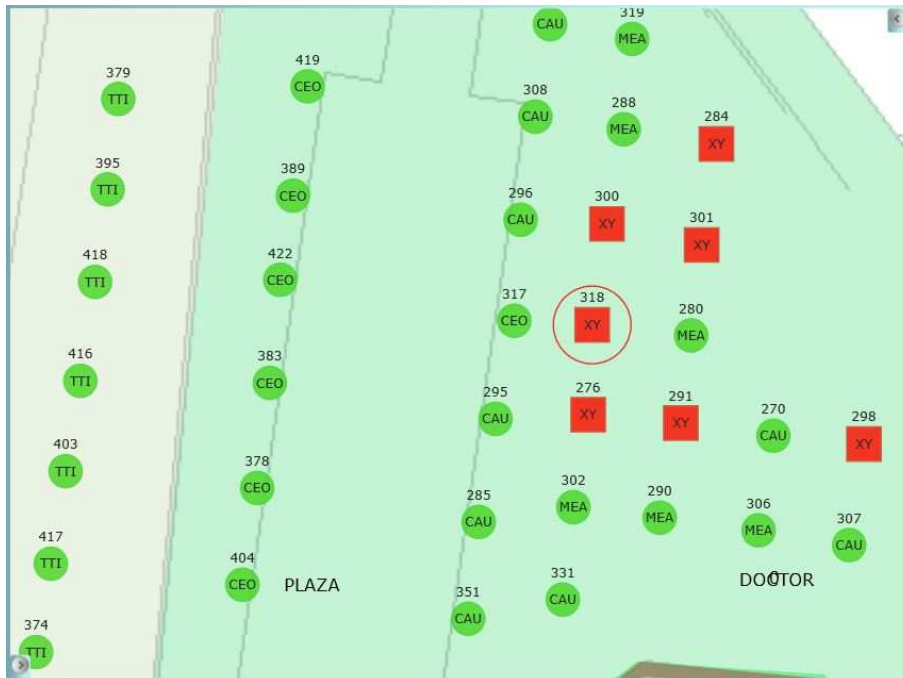 CAU
319
MEA
419
CEO
379
TTI
308
CAU
288
MEA
284
XY
395
TTI
389
CEO
296
CAU
300
XY
301
XY
418
TTI
422
CEO
317
CEO
318
XY
280
MEA
416
TTI
383
CEO
295
CAU
276
XY
291
XY
270
CAU
298
XY
403
TTI
378
CEO
285
CAU
302
MEA
290
MEA
306
MEA
307
CAU
417
TTI
404
CEO
PLAZA
351
CAU
331
CAU
DOCTOR
0
374
TTI